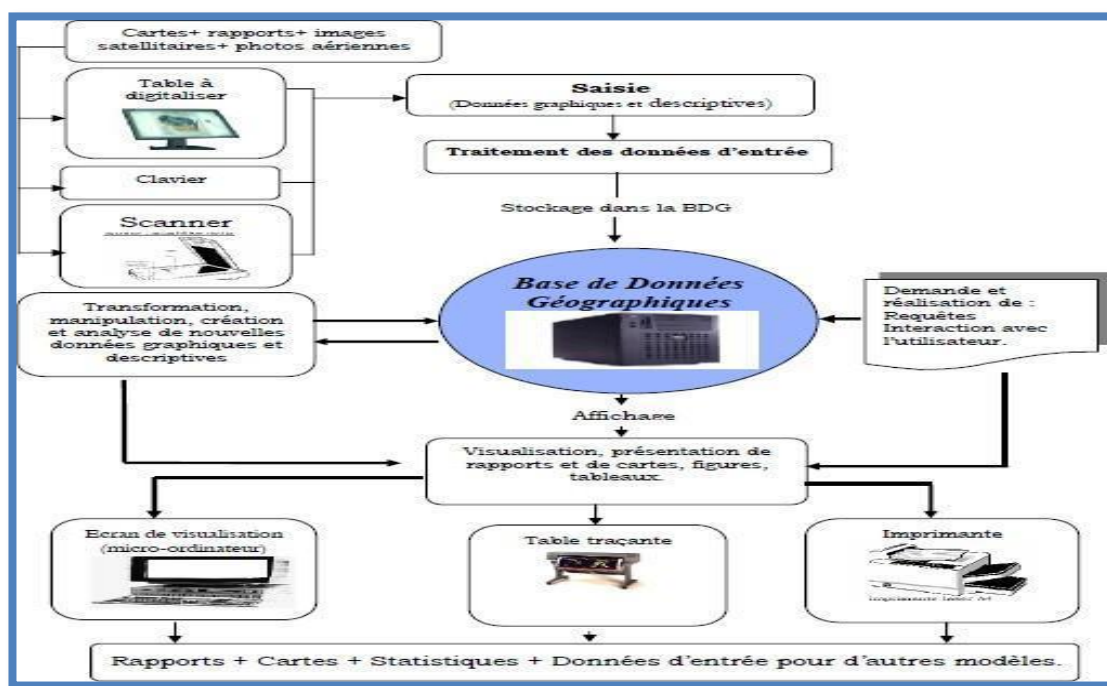 Cartes+ rapports+ images
satellitaires+ photos aériennes
Table à
digitaliser
Saisie
(Données graphiques et descriptives)
Traitement des données d'entrée
Clavier
Stockage dans la BDG
Scanner
Base de Données
Géographiques
Transformation,
manipulation, création
et analyse de nouvelles
données graphiques et
descriptives
Demande et
réalisation de :
Requêtes
Interaction avec
l'utilisateur.
Affichage
Visualisation, présentation de
rapports et de cartes, figures,
tableaux.
Ecran de visualisation
(micro-ordinateur)
Table traçante
Imprimante
Imprimante laser A4
Rapports + Cartes + Statistiques + Données d'entrée pour d'autres modèles.